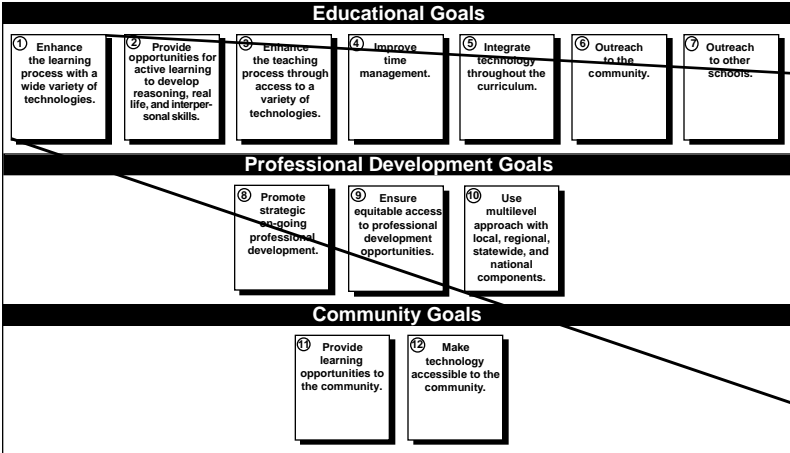 Educational Goals
1 Enhance
the learning
process with a
wide variety of
technologies.
2 Provide
opportunities for
active learning
to develop
reasoning, real
life, and interper-
sonal skills.
3 Enhance
the teaching
process through
access to a
variety of
technologies.
4 Improve
time
management.
5 Integrate
technology
throughout the
curriculum.
6 Outreach
to the
community.
7 Outreach
to other
schools.
Professional Development Goals
8 Promote
strategic
on-going
professional
development.
9 Ensure
equitable access
to professional
development
opportunities.
10 Use
multilevel
approach with
local, regional,
statewide, and
national
components.
Community Goals
11 Provide
learning
opportunities to
the community.
12 Make
technology
accessible to the
community.